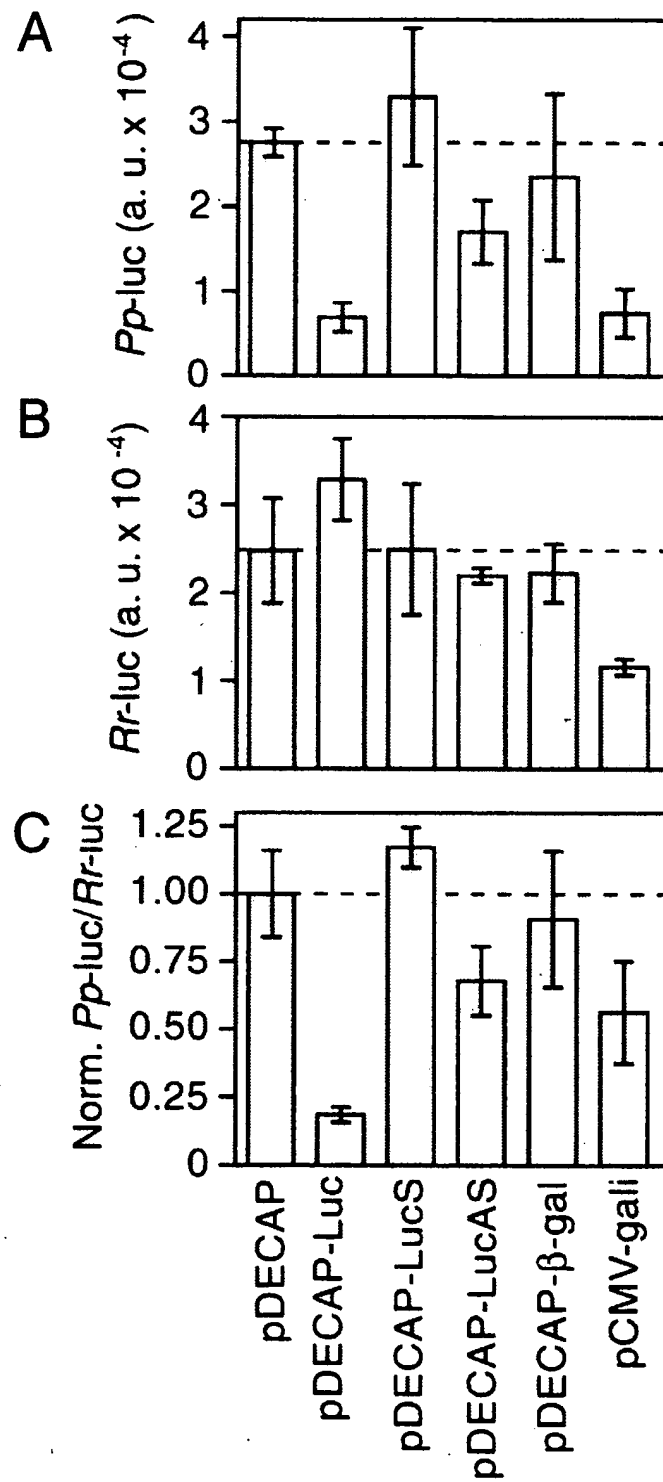 A
Pp-luc (a. u. x 10⁻⁴)
4
3
2
1
0
B
Rr-luc (a. u. x 10⁻⁴)
4
3
2
1
0
C
Norm. Pp-luc/Rr-luc
1.25
1.00
0.75
0.50
0.25
0
pDECAP
pDECAP-Luc
pDECAP-LucS
pDECAP-LucAS
pDECAP-β-gal
pCMV-gali